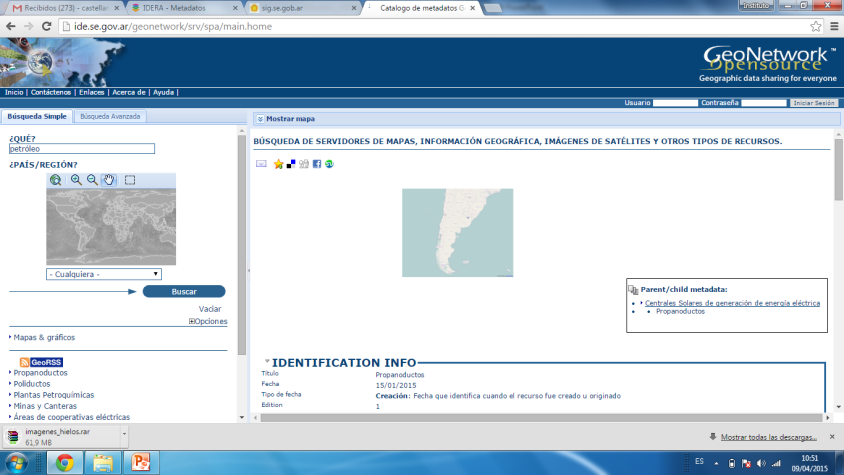 Recibidos (273) - castella
IDERA - Metadatos
sig.se.gob.ar
Catalogo de metadatos G
Instituto
ide.se.gov.ar/geonetwork/srv/spa/main.home
GeoNetwork™
Opensource
Geographic data sharing for everyone
Inicio | Contáctenos | Enlaces | Acerca de | Ayuda |
Usuario Contraseña Iniciar Sesión
Búsqueda Simple Búsqueda Avanzada
Mostrar mapa
¿QUÉ?
petróleo
¿PAÍS/REGIÓN?
- Cualquiera -
Buscar
Vaciar
Opciones
Mapas & gráficos
GeoRSS
Propanoductos
Poliductos
Plantas Petroquímicas
Minas y Canteras
Áreas de cooperativas eléctricas
BÚSQUEDA DE SERVIDORES DE MAPAS, INFORMACIÓN GEOGRÁFICA, IMÁGENES DE SATÉLITES Y OTROS TIPOS DE RECURSOS.
Parent/child metadata:
Centrales Solares de generación de energía eléctrica
Propanoductos
IDENTIFICATION INFO
Título Propanoductos
Fecha 15/01/2015
Tipo de fecha Creación: Fecha que identifica cuando el recurso fue creado u originado
Edition 1
imagenes_hielos.rar
61,9 MB
Mostrar todas las descargas...
ES
10:51
09/04/2015